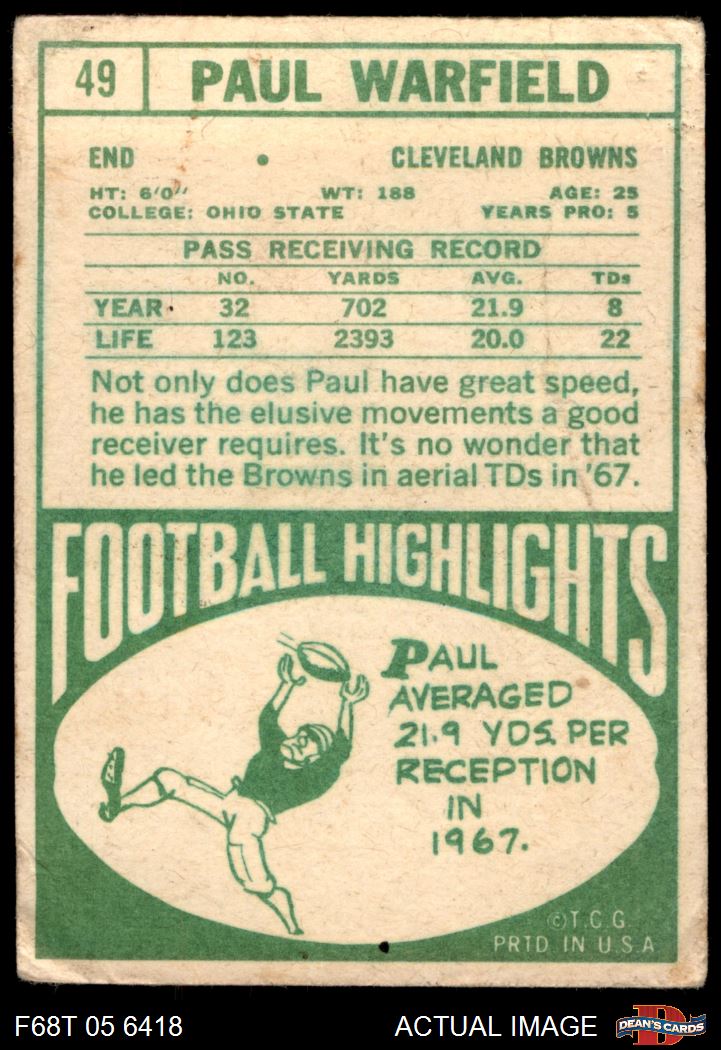 49 PAUL WARFIELD
END • CLEVELAND BROWNS
HT: 6'0" WT: 188 AGE: 25
COLLEGE: OHIO STATE YEARS PRO: 5
PASS RECEIVING RECORD
NO. YARDS AVG. TDs
YEAR 32 702 21.9 8
LIFE 123 2393 20.0 22
Not only does Paul have great speed,
he has the elusive movements a good
receiver requires. It's no wonder that
he led the Browns in aerial TDs in '67.
FOOTBALL HIGHLIGHTS
PAUL
AVERAGED
21.9 YDS. PER
RECEPTION
IN
1967.
©T.C.G.
PRTD. IN U.S.A
F68T 05 6418 ACTUAL IMAGE DEAN'S CARDS